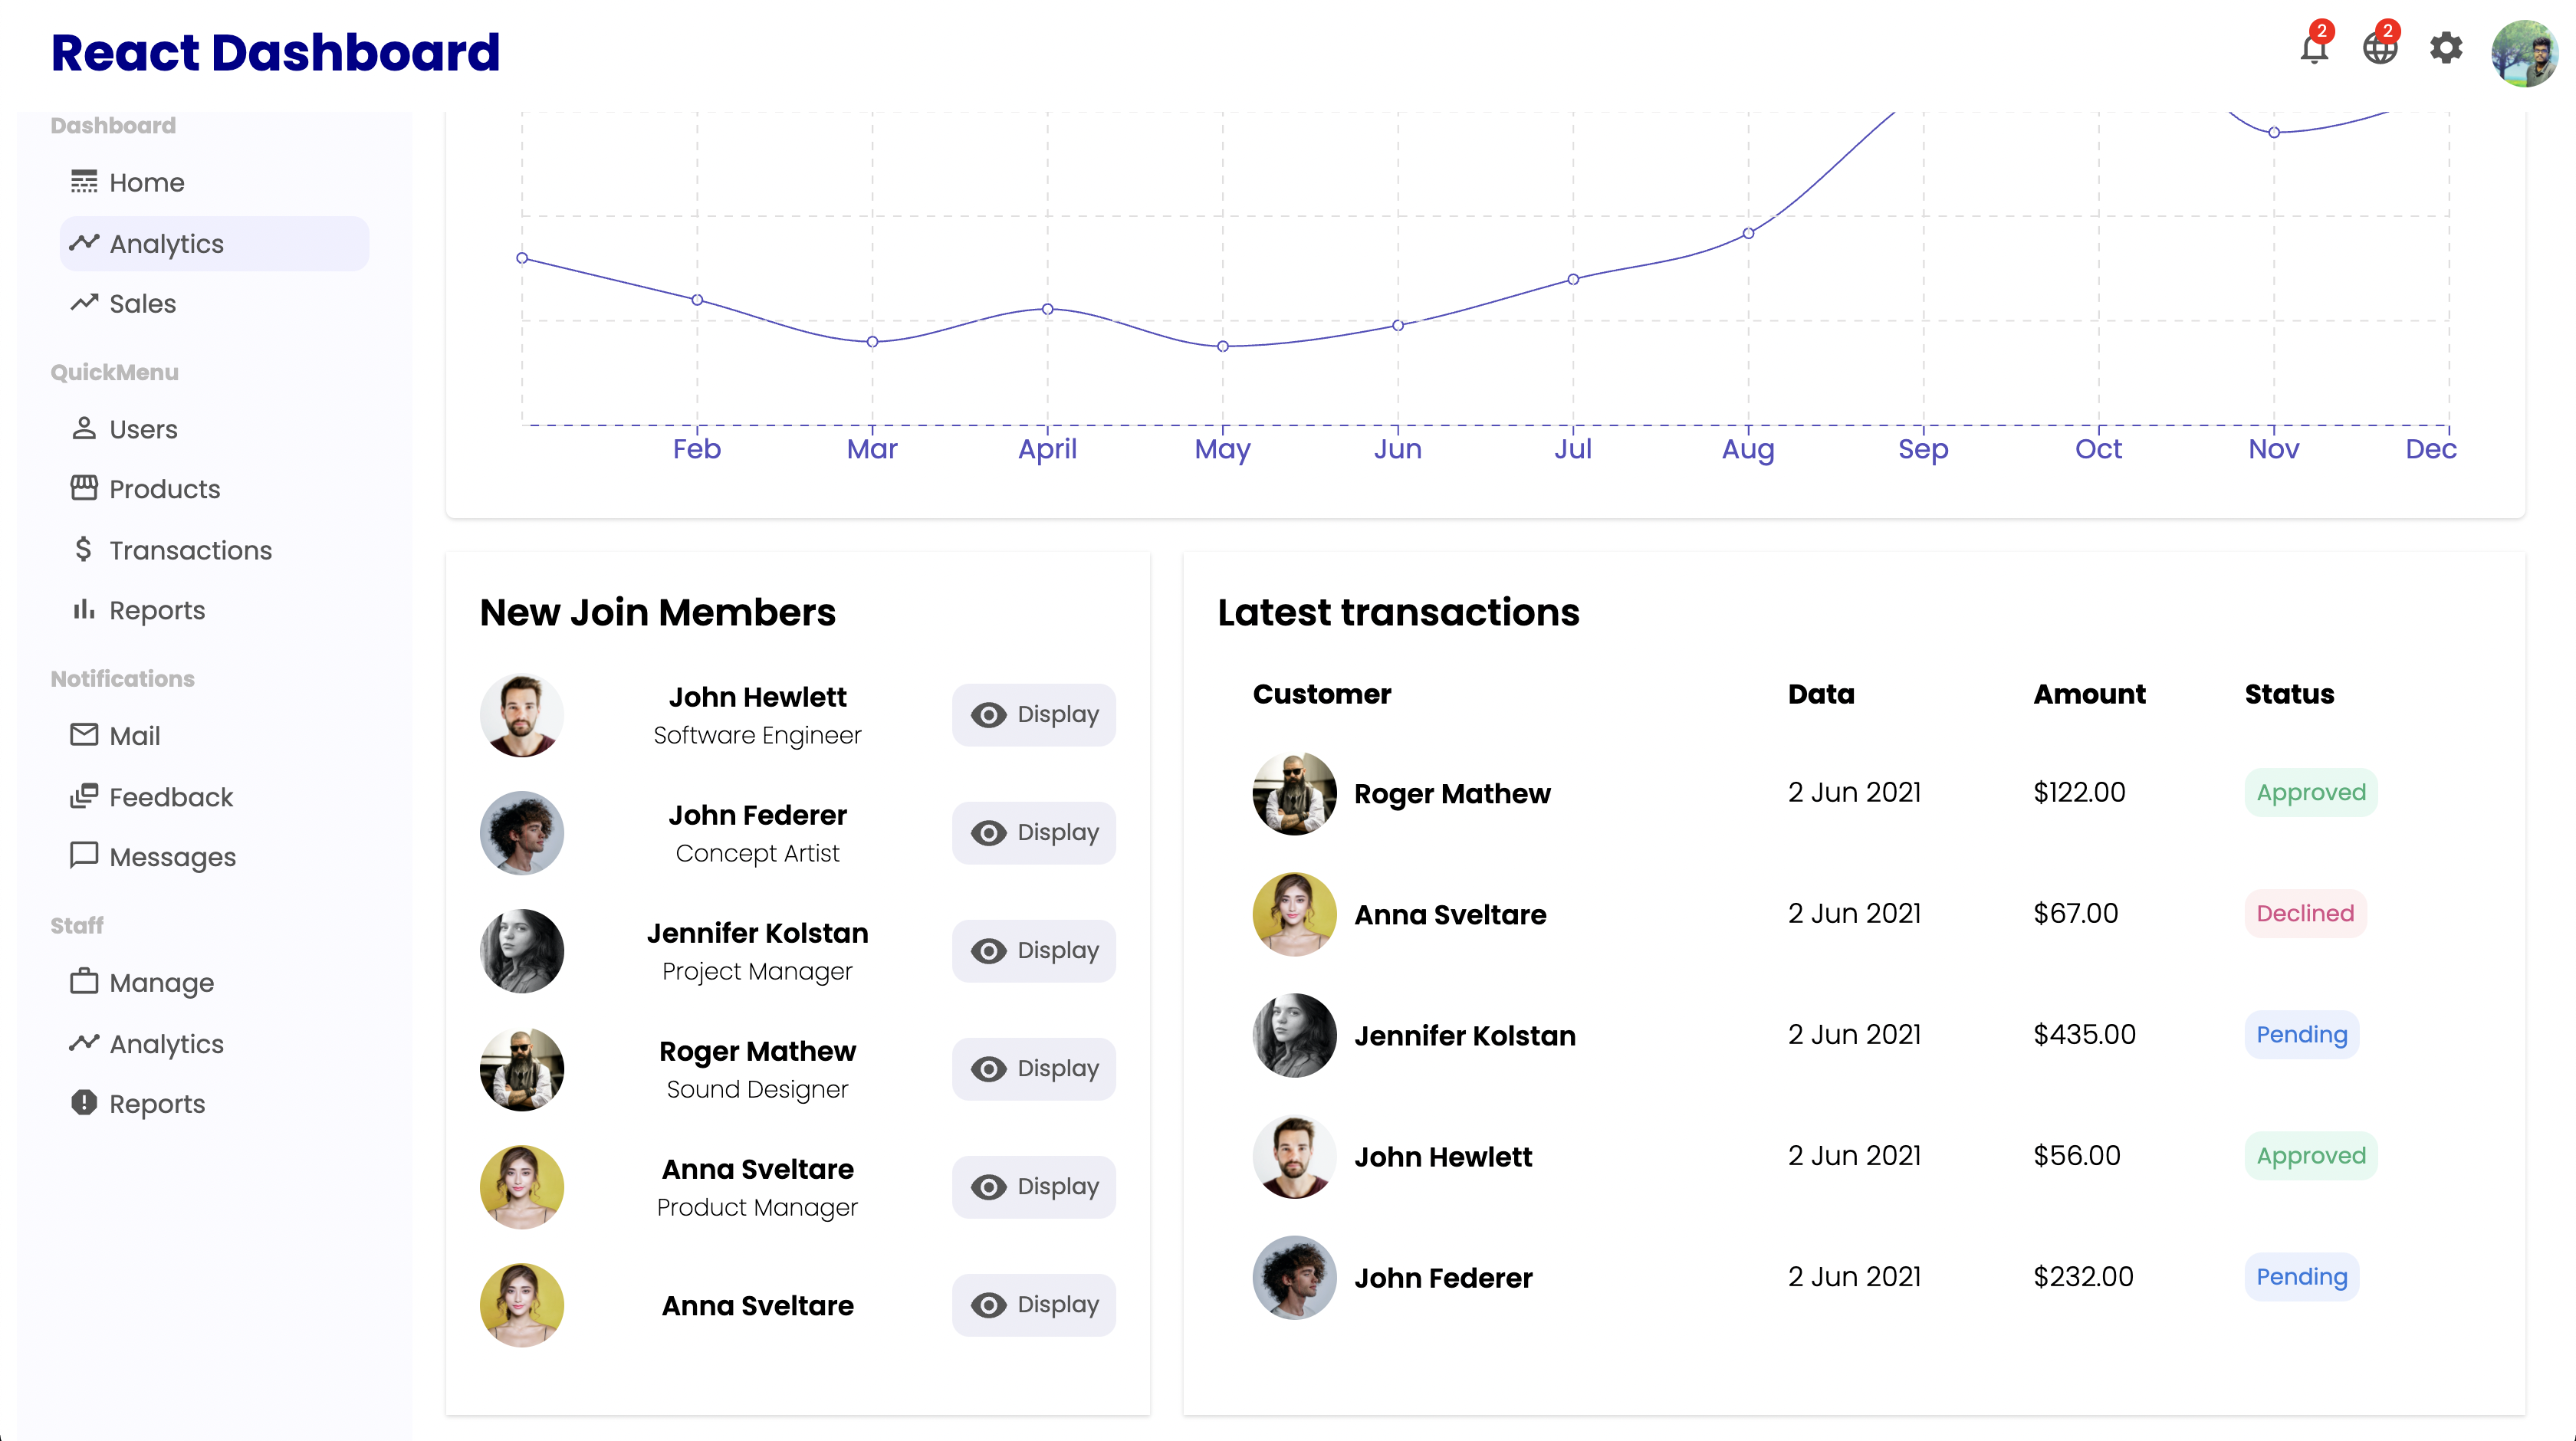 React Dashboard
2
2
Dashboard
Home
Analytics
Sales
QuickMenu
Users
Products
Transactions
Reports
Notifications
Mail
Feedback
Messages
Staff
Manage
Analytics
Reports
Feb Mar April May Jun Jul Aug Sep Oct Nov Dec
New Join Members
John Hewlett
Software Engineer
Display
John Federer
Concept Artist
Display
Jennifer Kolstan
Project Manager
Display
Roger Mathew
Sound Designer
Display
Anna Sveltare
Product Manager
Display
Anna Sveltare
Display
Latest transactions
Customer Data Amount Status
Roger Mathew 2 Jun 2021 $122.00 Approved
Anna Sveltare 2 Jun 2021 $67.00 Declined
Jennifer Kolstan 2 Jun 2021 $435.00 Pending
John Hewlett 2 Jun 2021 $56.00 Approved
John Federer 2 Jun 2021 $232.00 Pending